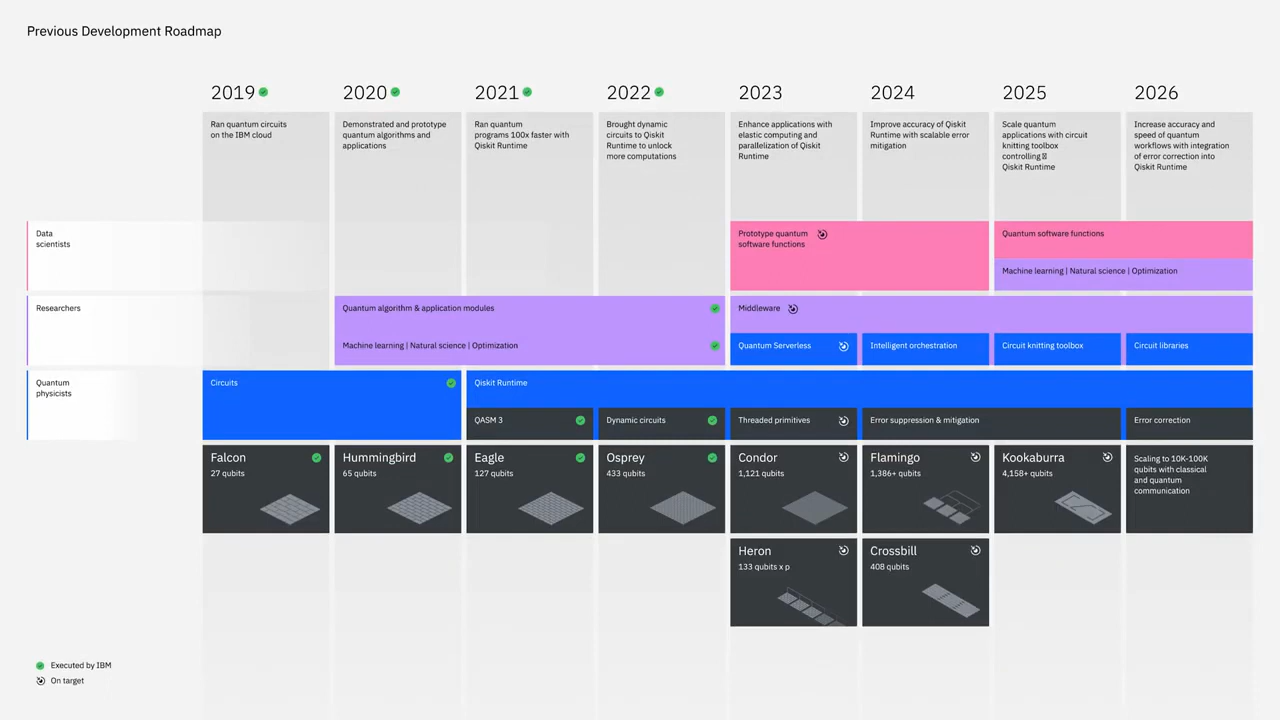 Previous Development Roadmap
2019
2020
2021
2022
2023
2024
2025
2026
Ran quantum circuits
on the IBM cloud
Demonstrated and prototype
quantum algorithms and
applications
Ran quantum
programs 100x faster with
Qiskit Runtime
Brought dynamic
circuits to Qiskit
Runtime to unlock
more computations
Enhance applications with
elastic computing and
parallelization of Qiskit
Runtime
Improve accuracy of Qiskit
Runtime with scalable error
mitigation
Scale quantum
applications with circuit
knitting toolbox
controlling
Qiskit Runtime
Increase accuracy and
speed of quantum
workflows with integration
of error correction into
Qiskit Runtime
Data
scientists
Prototype quantum
software functions
Quantum software functions
Machine learning | Natural science | Optimization
Researchers
Quantum algorithm & application modules
Machine learning | Natural science | Optimization
Middleware
Quantum Serverless
Intelligent orchestration
Circuit knitting toolbox
Circuit libraries
Quantum
physicists
Circuits
Qiskit Runtime
QASM 3
Dynamic circuits
Threaded primitives
Error suppression & mitigation
Error correction
Falcon
27 qubits
Hummingbird
65 qubits
Eagle
127 qubits
Osprey
433 qubits
Condor
1,121 qubits
Flamingo
1,386+ qubits
Kookaburra
4,158+ qubits
Scaling to 10K-100K
qubits with classical
and quantum
communication
Heron
133 qubits x p
Crossbill
408 qubits
Executed by IBM
On target